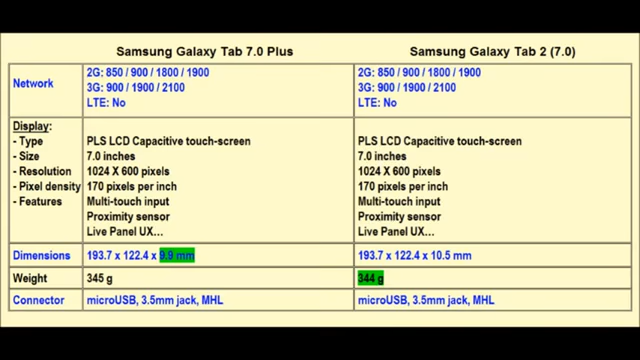 Samsung Galaxy Tab 7.0 Plus Samsung Galaxy Tab 2 (7.0)
Network
2G: 850 / 900 / 1800 / 1900
3G: 900 / 1900 / 2100
LTE: No
2G: 850 / 900 / 1800 / 1900
3G: 900 / 1900 / 2100
LTE: No
Display:
- Type
- Size
- Resolution
- Pixel density
- Features
PLS LCD Capacitive touch-screen
7.0 inches
1024 X 600 pixels
170 pixels per inch
Multi-touch input
Proximity sensor
Live Panel UX…
PLS LCD Capacitive touch-screen
7.0 inches
1024 X 600 pixels
170 pixels per inch
Multi-touch input
Proximity sensor
Live Panel UX…
Dimensions 193.7 x 122.4 x 9.9 mm 193.7 x 122.4 x 10.5 mm
Weight 345 g 344 g
Connector microUSB, 3.5mm jack, MHL microUSB, 3.5mm jack, MHL